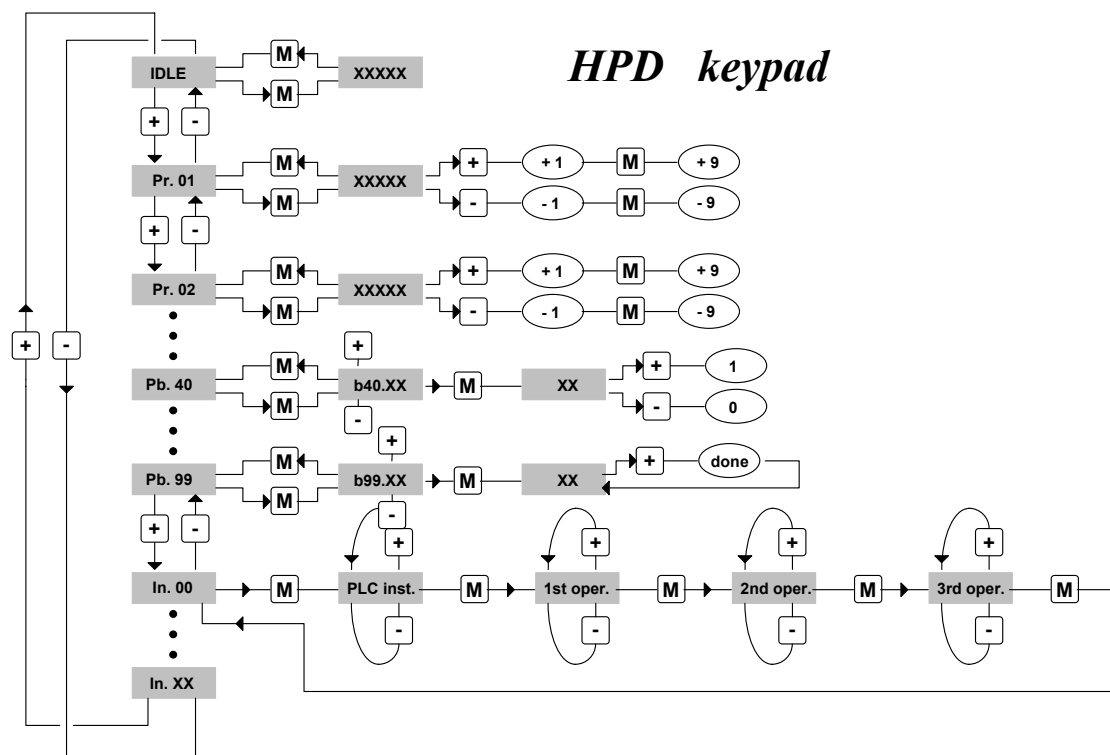 HPD keypad
M
IDLE XXXXX
M
+ -
M + +1 M +9
Pr. 01 XXXXX
M - - 1 M - 9
+ -
M + +1 M +9
Pr. 02 XXXXX
M - - 1 M - 9
+ - +
M + 1
Pb. 40 b40.XX M XX
M - - 0
+
M + done
Pb. 99 b99.XX M XX
M
+ - -
+ + + +
In. 00 M PLC inst. M 1st oper. M 2nd oper. M 3rd oper. M
- - - -
In. XX